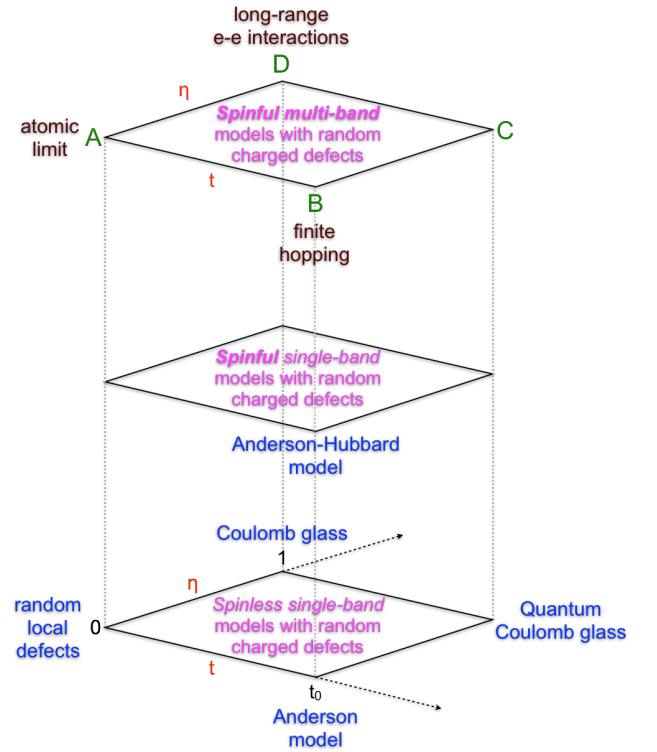 long-range
e-e interactions
D
η
Spinful multi-band
models with random
charged defects
atomic
limit
A
C
t
B
finite
hopping
Spinful single-band
models with random
charged defects
Anderson-Hubbard
model
Coulomb glass
1
η
Spinless single-band
models with random
charged defects
random
local
defects
0
Quantum
Coulomb glass
t
t₀
Anderson
model